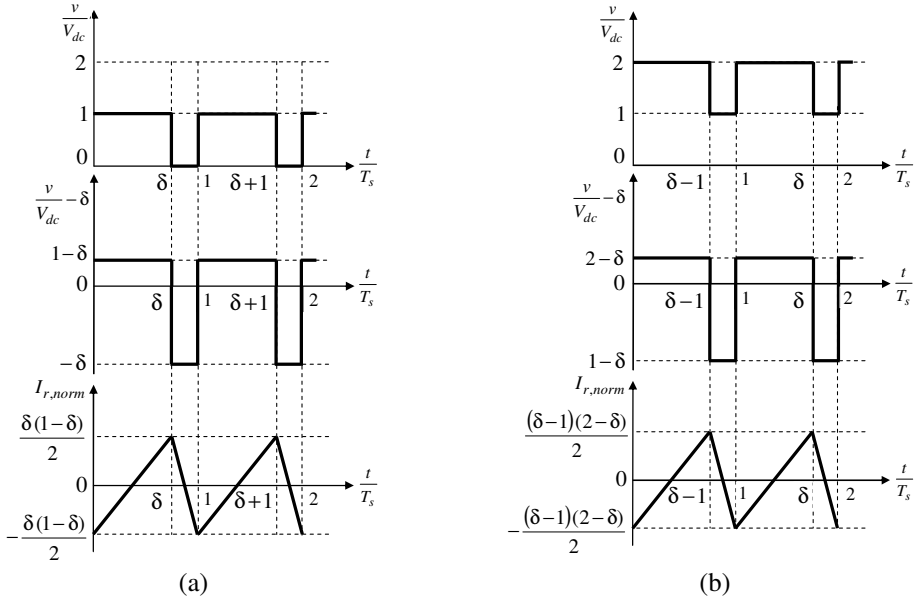 v/V_dc
2
1
0
δ
1
δ+1
2
t/T_s
v/V_dc −δ
1−δ
0
−δ
δ
1
δ+1
2
t/T_s
I_r,norm
δ(1−δ)/2
0
−δ(1−δ)/2
δ
1
δ+1
2
t/T_s
(a)
v/V_dc
2
1
0
δ−1
1
δ
2
t/T_s
v/V_dc −δ
2−δ
0
1−δ
δ−1
1
δ
2
t/T_s
I_r,norm
(δ−1)(2−δ)/2
0
−(δ−1)(2−δ)/2
δ−1
1
δ
2
t/T_s
(b)